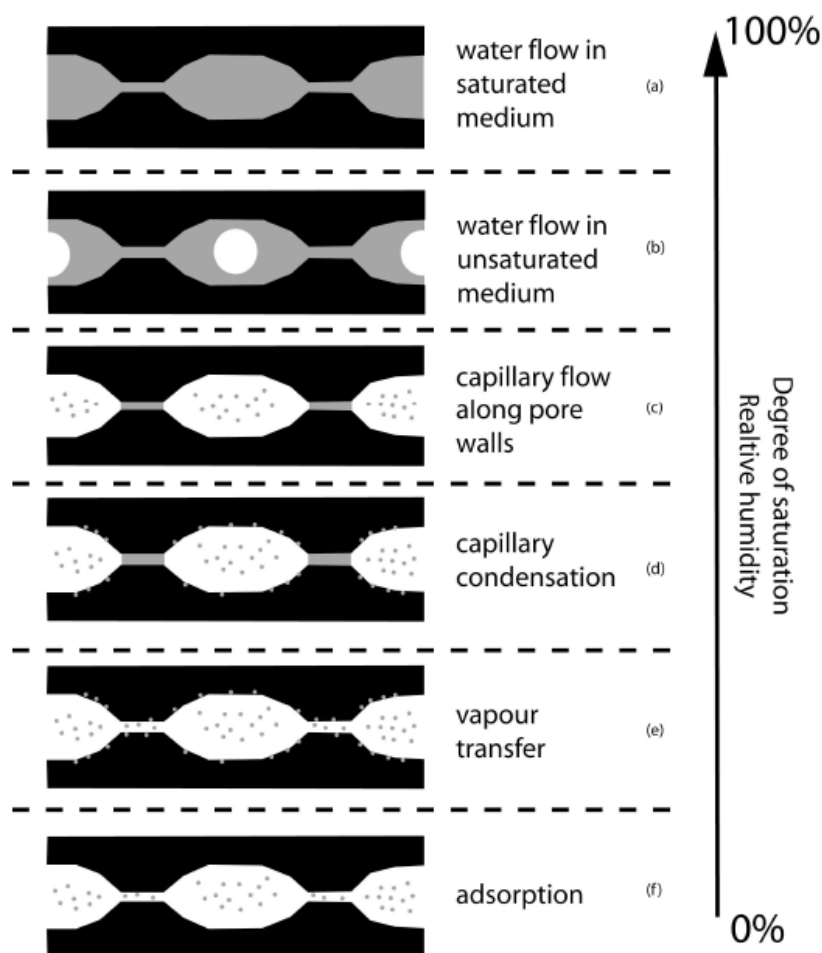 100%
water flow in
saturated
medium
(a)
water flow in
unsaturated
medium
(b)
capillary flow
along pore
walls
(c)
capillary
condensation
(d)
vapour
transfer
(e)
adsorption
(f)
Degree of saturation
Realtive humidity
0%